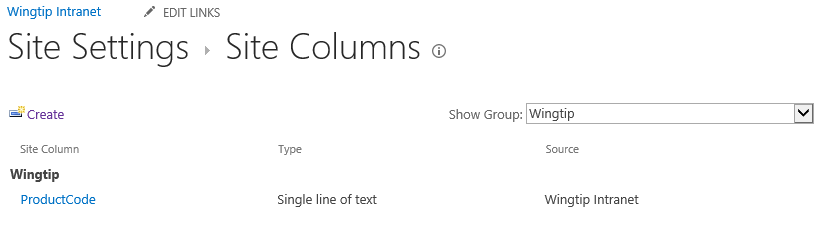 Wingtip Intranet EDIT LINKS
Site Settings Site Columns
Create Show Group: Wingtip
Site Column Type Source
Wingtip
ProductCode Single line of text Wingtip Intranet